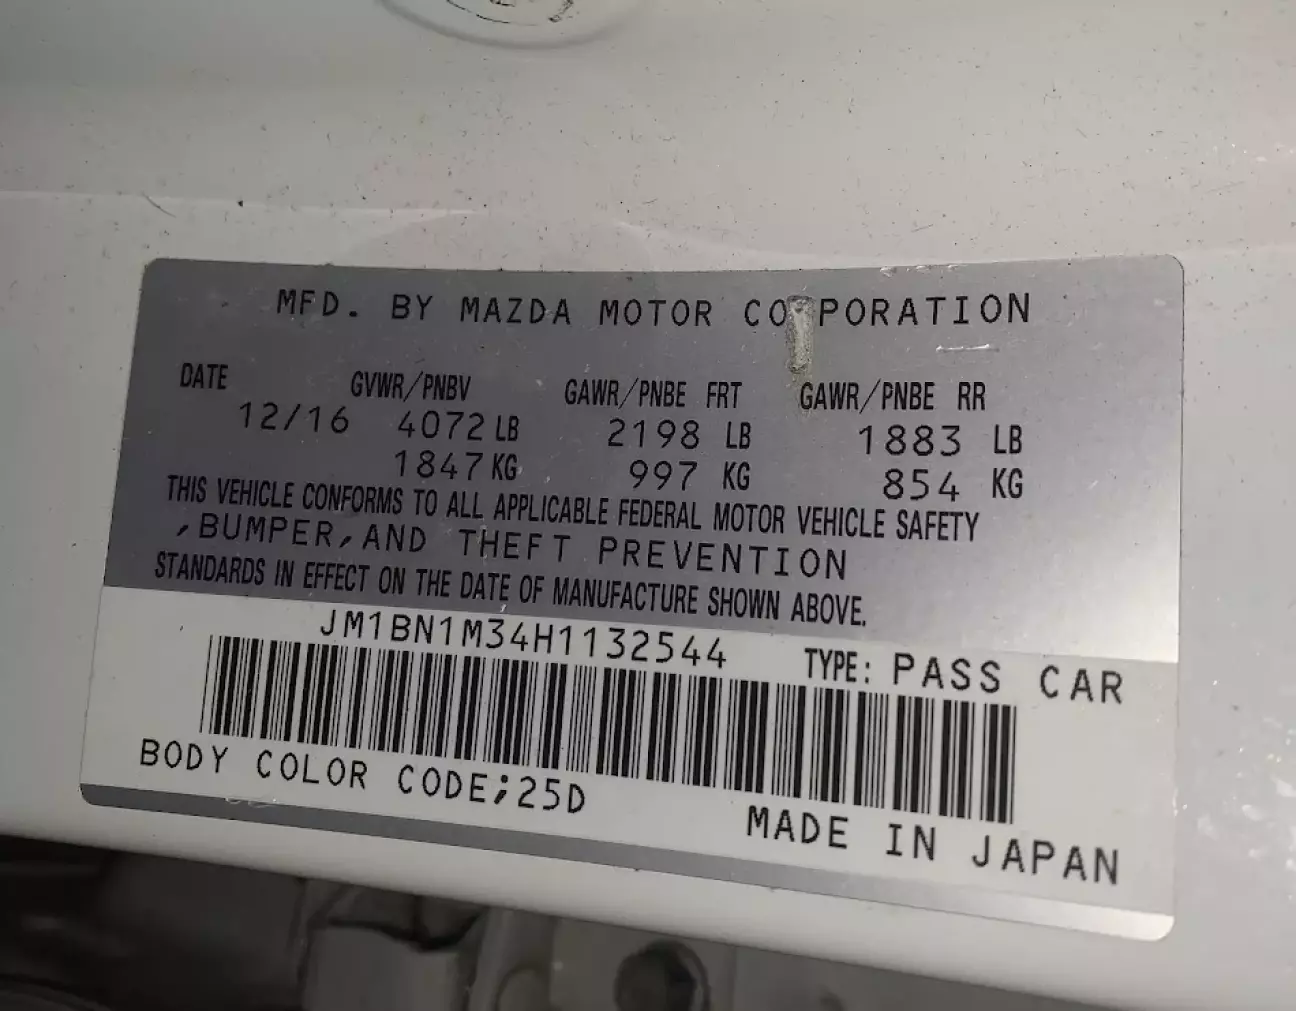 MFD. BY MAZDA MOTOR CORPORATION
DATE GVWR/PNBV GAWR/PNBE FRT GAWR/PNBE RR
12/16 4072 LB 2198 LB 1883 LB
1847 KG 997 KG 854 KG
THIS VEHICLE CONFORMS TO ALL APPLICABLE FEDERAL MOTOR VEHICLE SAFETY
,BUMPER,AND THEFT PREVENTION
STANDARDS IN EFFECT ON THE DATE OF MANUFACTURE SHOWN ABOVE.
JM1BN1M34H1132544 TYPE: PASS CAR
BODY COLOR CODE;25D
MADE IN JAPAN